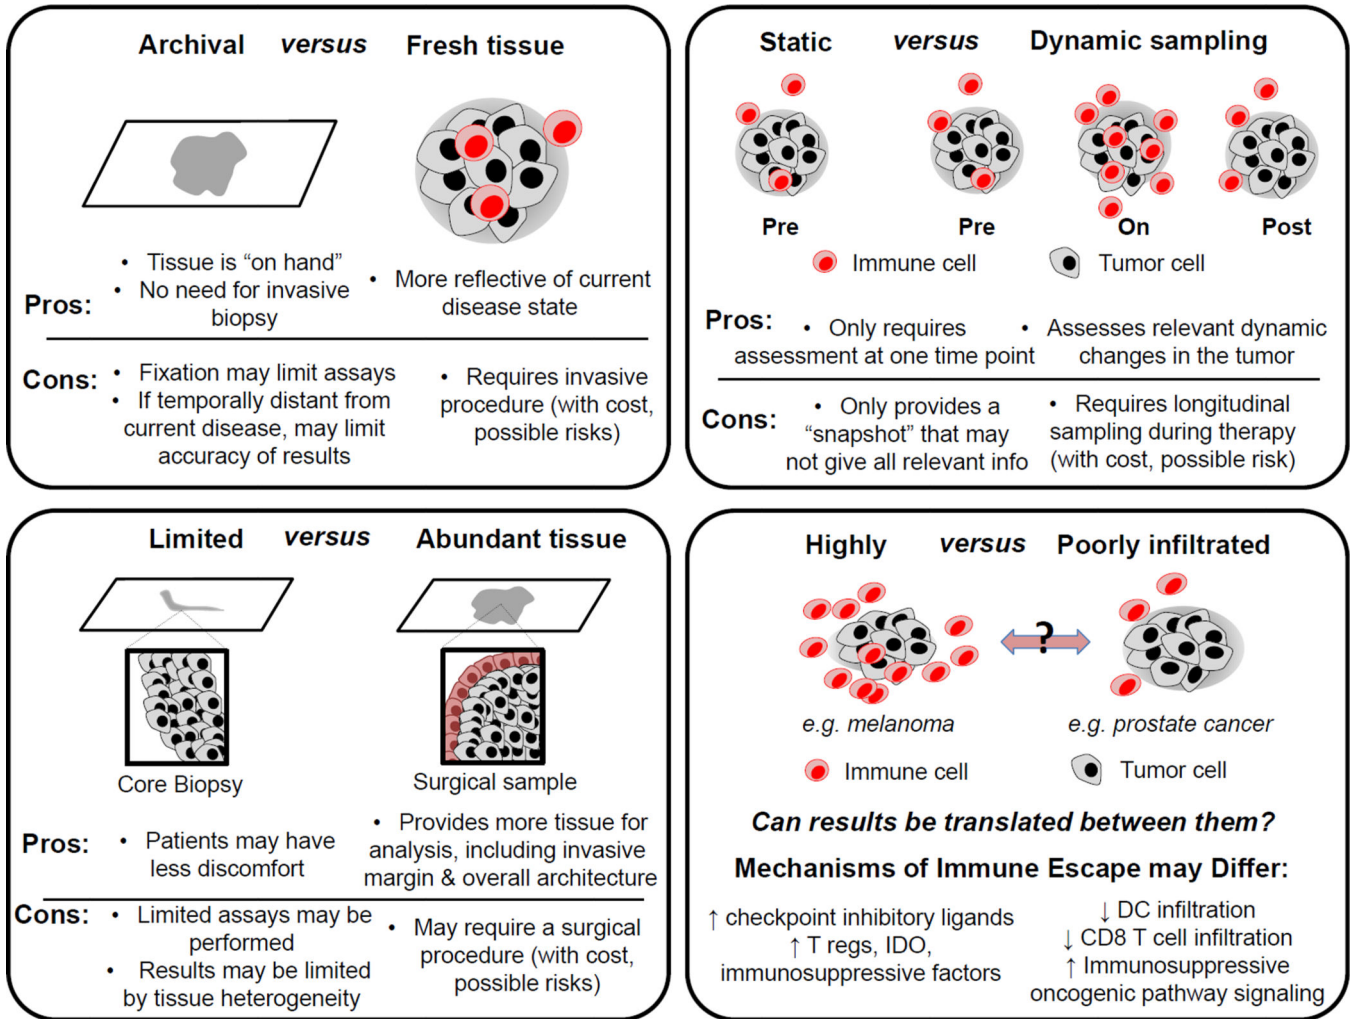 Archival versus Fresh tissue
• Tissue is “on hand”
• No need for invasive
biopsy
• More reflective of current
disease state
Pros:
Cons:
• Fixation may limit assays
• If temporally distant from
current disease, may limit
accuracy of results
• Requires invasive
procedure (with cost,
possible risks)
Static versus Dynamic sampling
Pre
Pre
On
Post
Immune cell
Tumor cell
Pros:
• Only requires
assessment at one time point
• Assesses relevant dynamic
changes in the tumor
Cons:
• Only provides a
“snapshot” that may
not give all relevant info
• Requires longitudinal
sampling during therapy
(with cost, possible risk)
Limited versus Abundant tissue
Core Biopsy
Surgical sample
Pros:
• Patients may have
less discomfort
• Provides more tissue for
analysis, including invasive
margin & overall architecture
Cons:
• Limited assays may be
performed
• Results may be limited
by tissue heterogeneity
• May require a surgical
procedure (with cost,
possible risks)
Highly versus Poorly infiltrated
?
e.g. melanoma
e.g. prostate cancer
Immune cell
Tumor cell
Can results be translated between them?
Mechanisms of Immune Escape may Differ:
↑ checkpoint inhibitory ligands
↑ T regs, IDO,
immunosuppressive factors
↓ DC infiltration
↓ CD8 T cell infiltration
↑ Immunosuppressive
oncogenic pathway signaling